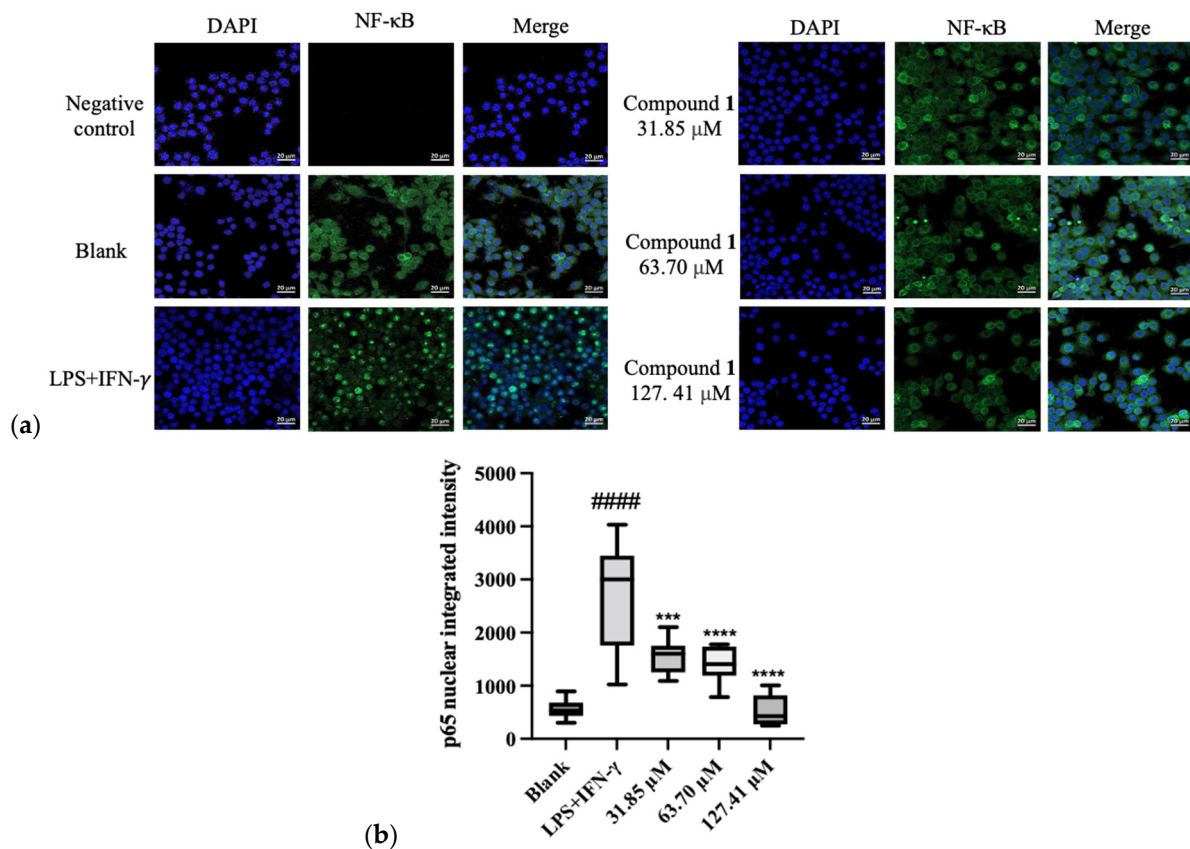 DAPI NF-κB Merge
DAPI NF-κB Merge
Negative
control
20 μm 20 μm 20 μm
Compound 1
31.85 μM
20 μm 20 μm 20 μm
Blank
20 μm 20 μm 20 μm
Compound 1
63.70 μM
20 μm 20 μm 20 μm
LPS+IFN-γ
20 μm 20 μm 20 μm
Compound 1
127. 41 μM
20 μm 20 μm 20 μm
(a)
p65 nuclear integrated intensity
5000
4000
3000
2000
1000
0
####
***
****
****
Blank
LPS+IFN-γ
31.85 μM
63.70 μM
127.41 μM
(b)